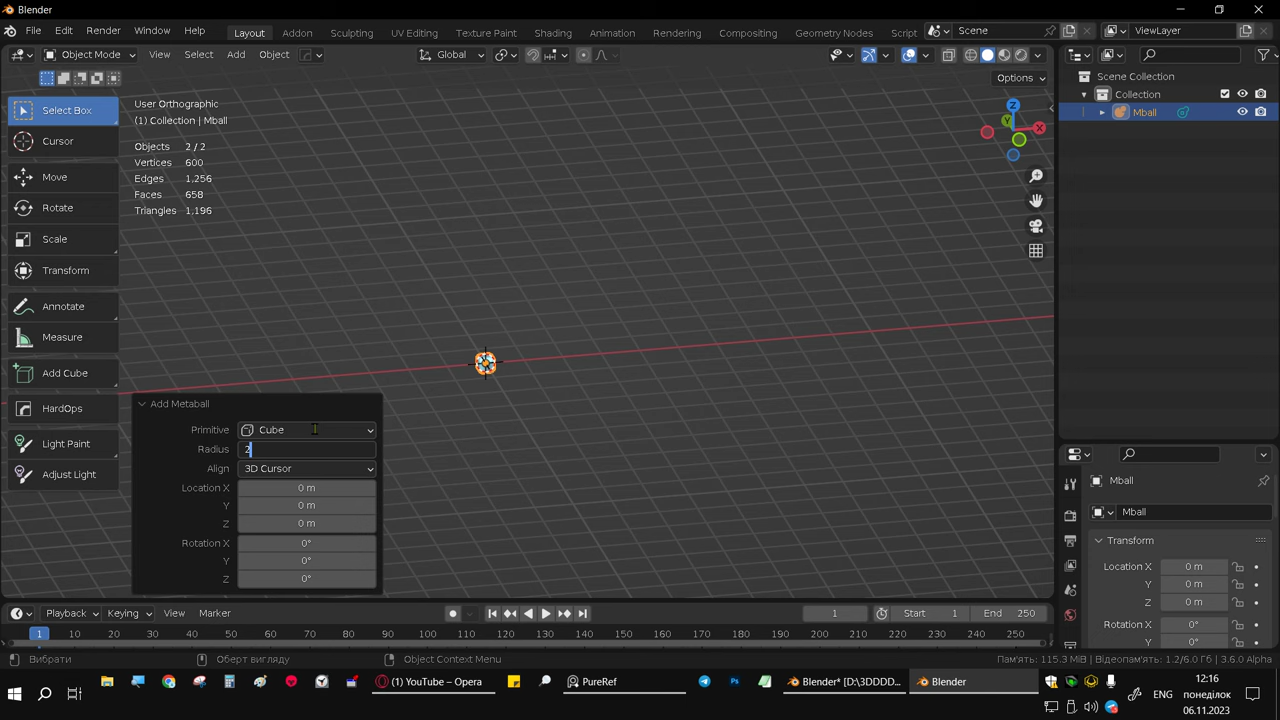 Blender
File Edit Render Window Help Layout Addon Sculpting UV Editing Texture Paint Shading Animation Rendering Compositing Geometry Nodes Script Scene ViewLayer
Object Mode View Select Add Object Global
Options
Select Box
Cursor
Move
Rotate
Scale
Transform
Annotate
Measure
Add Cube
HardOps
Light Paint
Adjust Light
User Orthographic
(1) Collection | Mball
Objects 2 / 2
Vertices 600
Edges 1,256
Faces 658
Triangles 1,196
Z
Y
X
Add Metaball
Primitive Cube
Radius 2
Align 3D Cursor
Location X 0 m
Y 0 m
Z 0 m
Rotation X 0°
Y 0°
Z 0°
Scene Collection
Collection
Mball
Mball
Mball
Transform
Location X 0 m
Y 0 m
Z 0 m
Rotation X 0°
Y 0°
Playback Keying View Marker 1 Start 1 End 250
1 10 20 30 40 50 60 70 80 90 100 110 120 130 140 150 160 170 180 190 200 210 220 230 240 250
Вибрати Оберт вигляду Object Context Menu Пам'ять: 115.3 MiB | Відеопам'ять: 1.2/6.0 Гб | 3.6.0 Alpha
(1) YouTube – Opera PureRef Blender* [D:\3DDDD... Blender
ENG
12:16
понеділок
06.11.2023